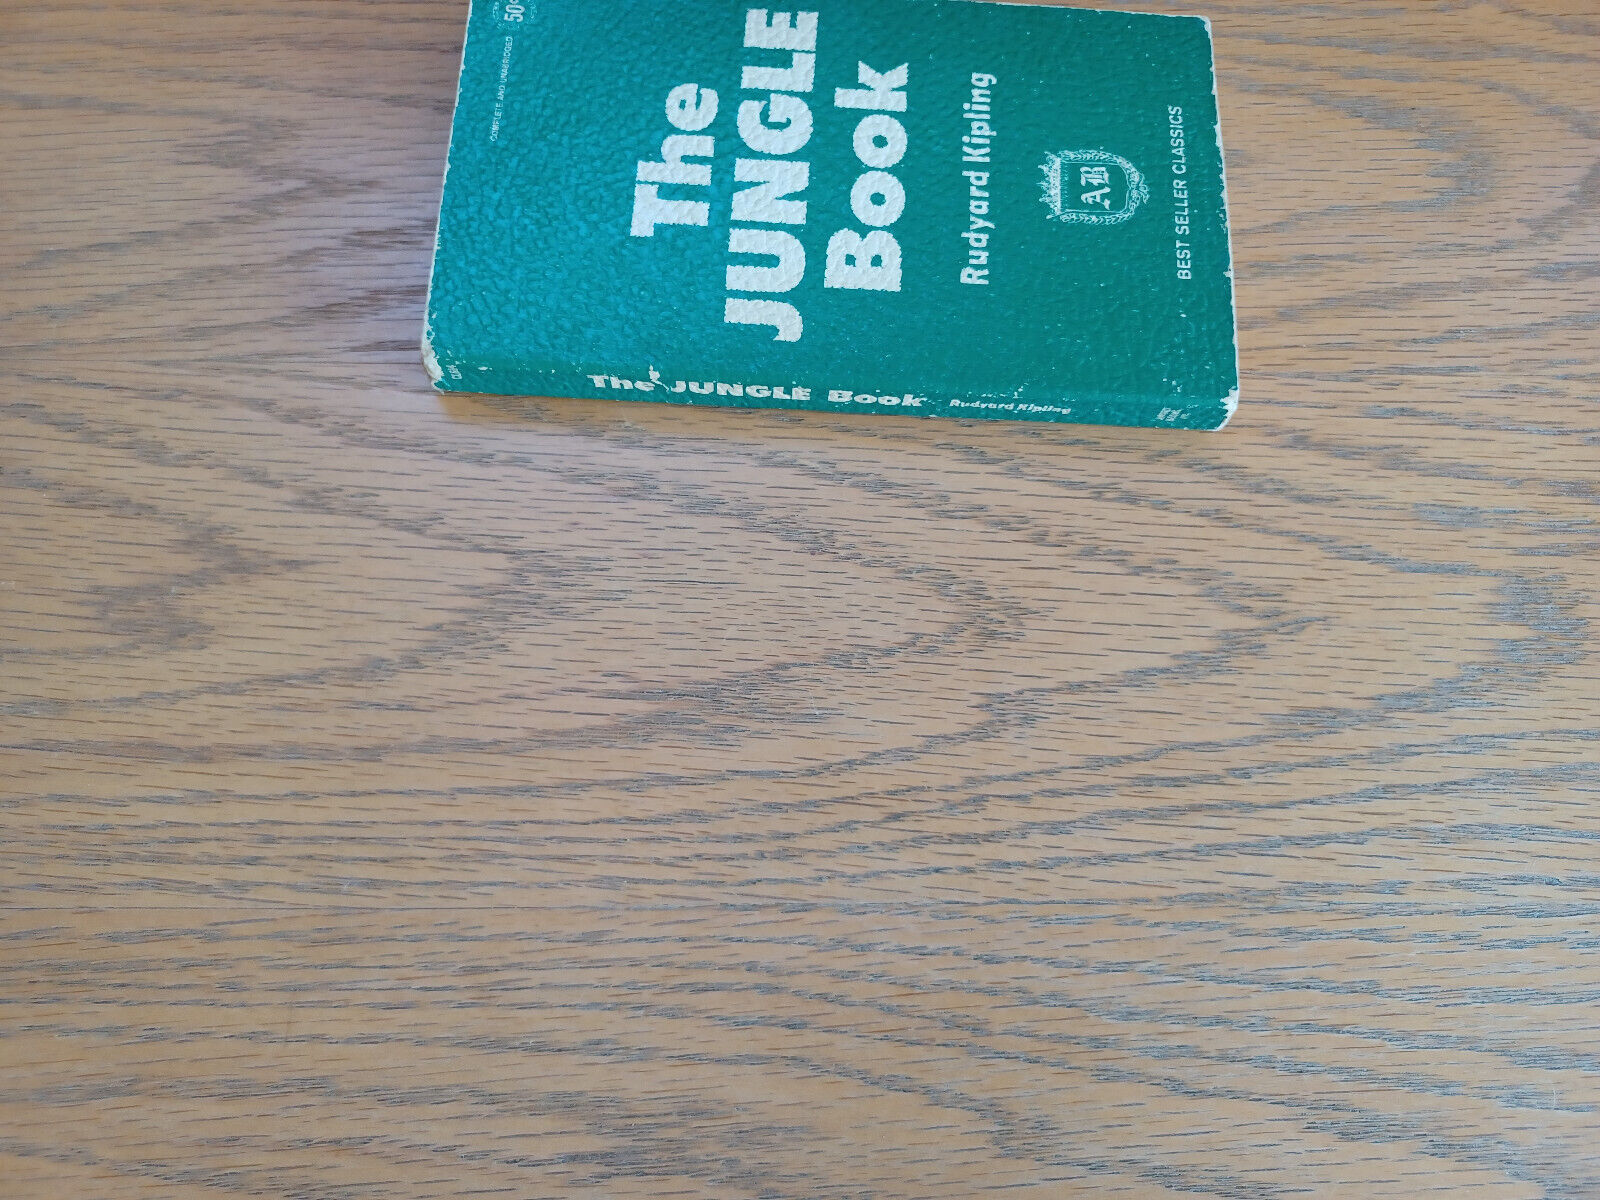 COMPLETE AND UNABRIDGED
50¢
The
JUNGLE
Book
Rudyard Kipling
AB
BEST SELLER CLASSICS
The JUNGLE Book Rudyard Kipling